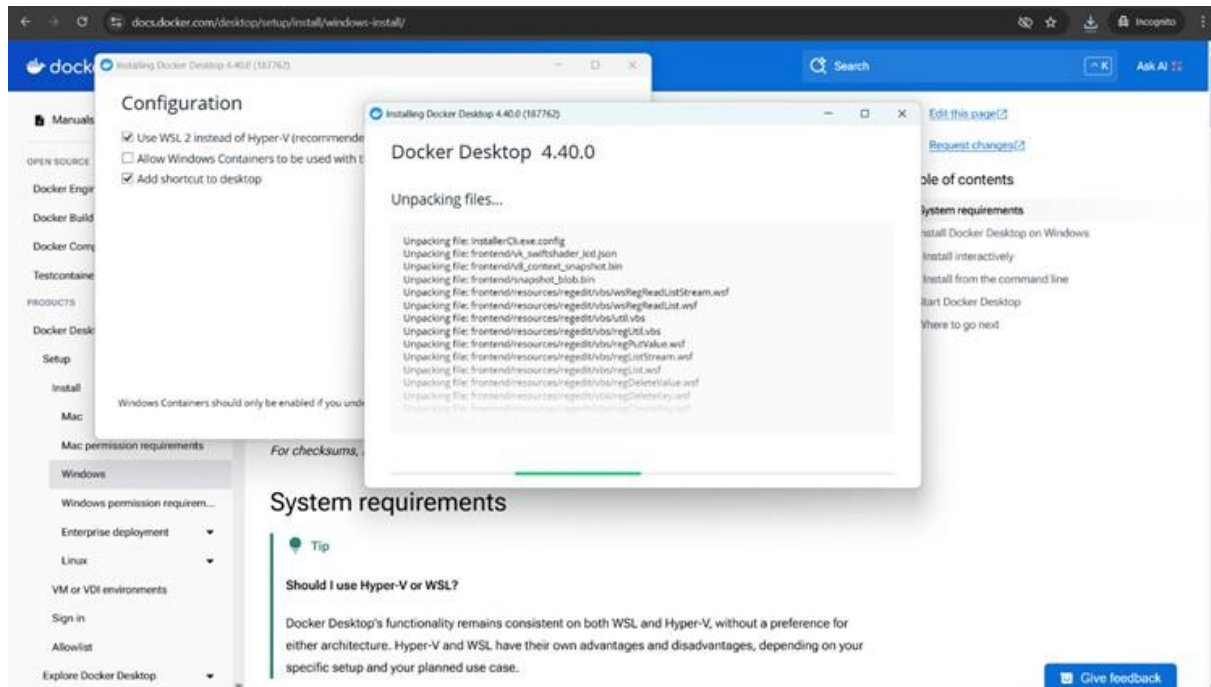 docs.docker.com/desktop/setup/install/windows-install/
Incognito
dock
Search
^ K
Ask AI
Installing Docker Desktop 4.40.0 (187762)
Configuration
Use WSL 2 instead of Hyper-V (recommende
Allow Windows Containers to be used with t
Add shortcut to desktop
Windows Containers should only be enabled if you unde
Installing Docker Desktop 4.40.0 (187762)
Docker Desktop 4.40.0
Unpacking files...
Unpacking file: InstallerCli.exe.config
Unpacking file: frontend/vk_swiftshader_icd.json
Unpacking file: frontend/v8_context_snapshot.bin
Unpacking file: frontend/snapshot_blob.bin
Unpacking file: frontend/resources/regedit/vbs/wsRegReadListStream.wsf
Unpacking file: frontend/resources/regedit/vbs/wsRegReadList.wsf
Unpacking file: frontend/resources/regedit/vbs/util.vbs
Unpacking file: frontend/resources/regedit/vbs/regUtil.vbs
Unpacking file: frontend/resources/regedit/vbs/regPutValue.wsf
Unpacking file: frontend/resources/regedit/vbs/regListStream.wsf
Unpacking file: frontend/resources/regedit/vbs/regList.wsf
Unpacking file: frontend/resources/regedit/vbs/regDeleteValue.wsf
Unpacking file: frontend/resources/regedit/vbs/regDeleteKey.wsf
Manuals
OPEN SOURCE
Docker Engir
Docker Build
Docker Comp
Testcontaine
PRODUCTS
Docker Desk
Setup
Install
Mac
Mac permission requirements
Windows
Windows permission requirem...
Enterprise deployment
Linux
VM or VDI environments
Sign in
Allowlist
Explore Docker Desktop
For checksums,
System requirements
Tip
Should I use Hyper-V or WSL?
Docker Desktop's functionality remains consistent on both WSL and Hyper-V, without a preference for
either architecture. Hyper-V and WSL have their own advantages and disadvantages, depending on your
specific setup and your planned use case.
Edit this page
Request changes
ble of contents
System requirements
nstall Docker Desktop on Windows
Install interactively
Install from the command line
tart Docker Desktop
Where to go next
Give feedback